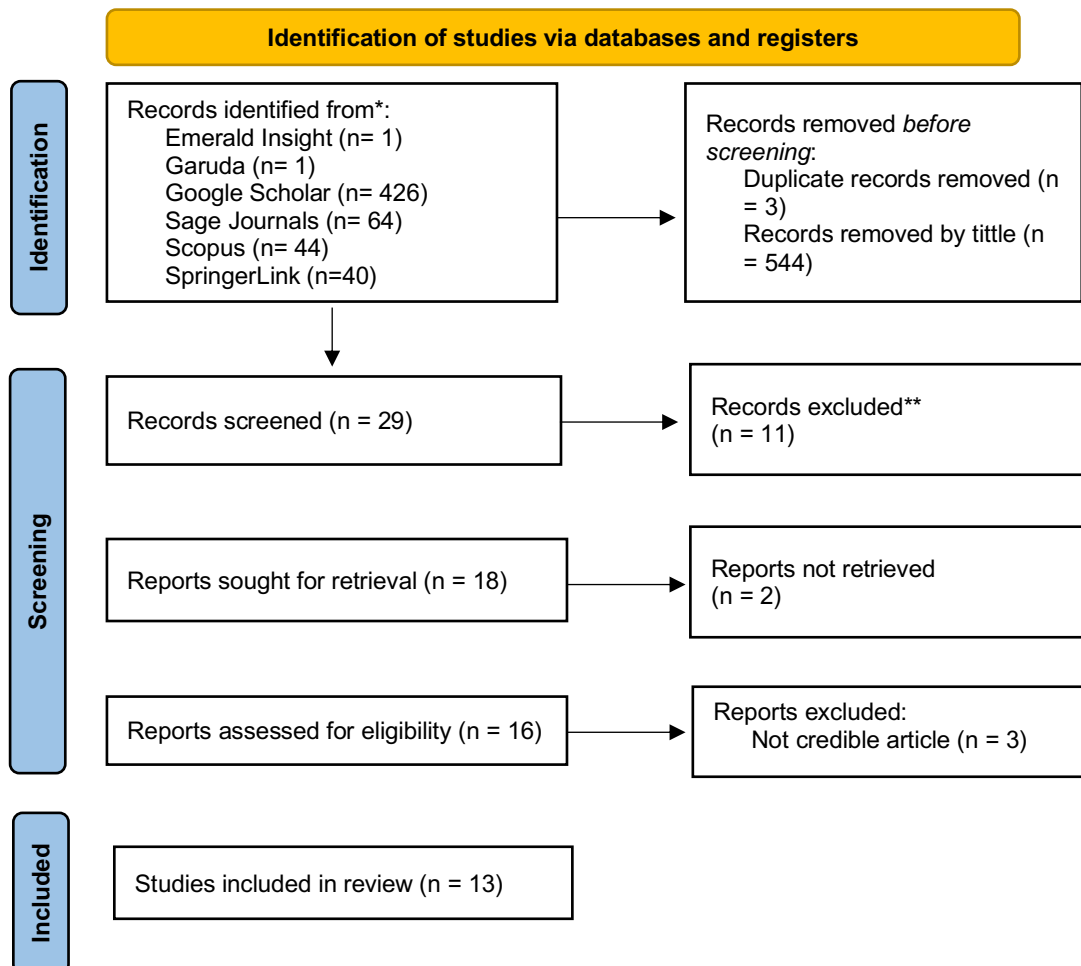 Identification of studies via databases and registers
Identification
Records identified from*:
Emerald Insight (n= 1)
Garuda (n= 1)
Google Scholar (n= 426)
Sage Journals (n= 64)
Scopus (n= 44)
SpringerLink (n=40)
Records removed before
screening:
Duplicate records removed (n
= 3)
Records removed by tittle (n
= 544)
Screening
Records screened (n = 29)
Records excluded**
(n = 11)
Reports sought for retrieval (n = 18)
Reports not retrieved
(n = 2)
Reports assessed for eligibility (n = 16)
Reports excluded:
Not credible article (n = 3)
Included
Studies included in review (n = 13)